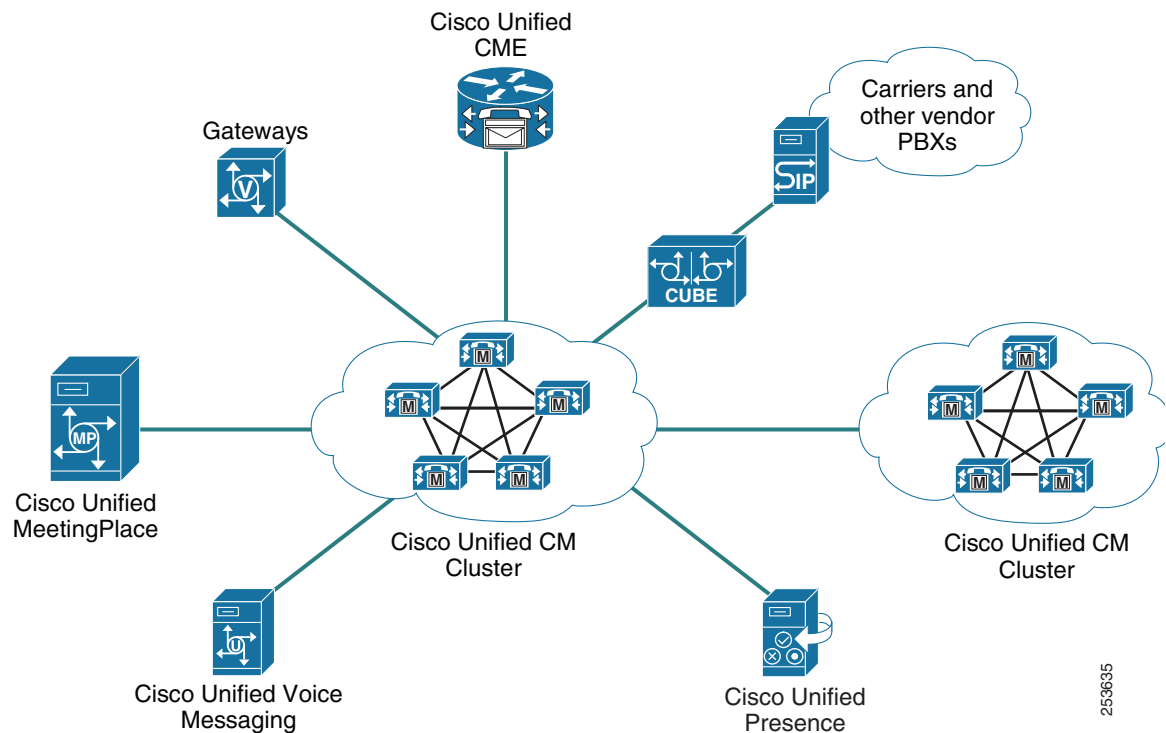 Cisco Unified
CME
Gateways
V
Carriers and
other vendor
PBXs
SIP
CUBE
M
M
M
M
M
M
M
M
M
M
MP
Cisco Unified
MeetingPlace
Cisco Unified CM
Cluster
Cisco Unified CM
Cluster
U
Cisco Unified Voice
Messaging
Cisco Unified
Presence
253635